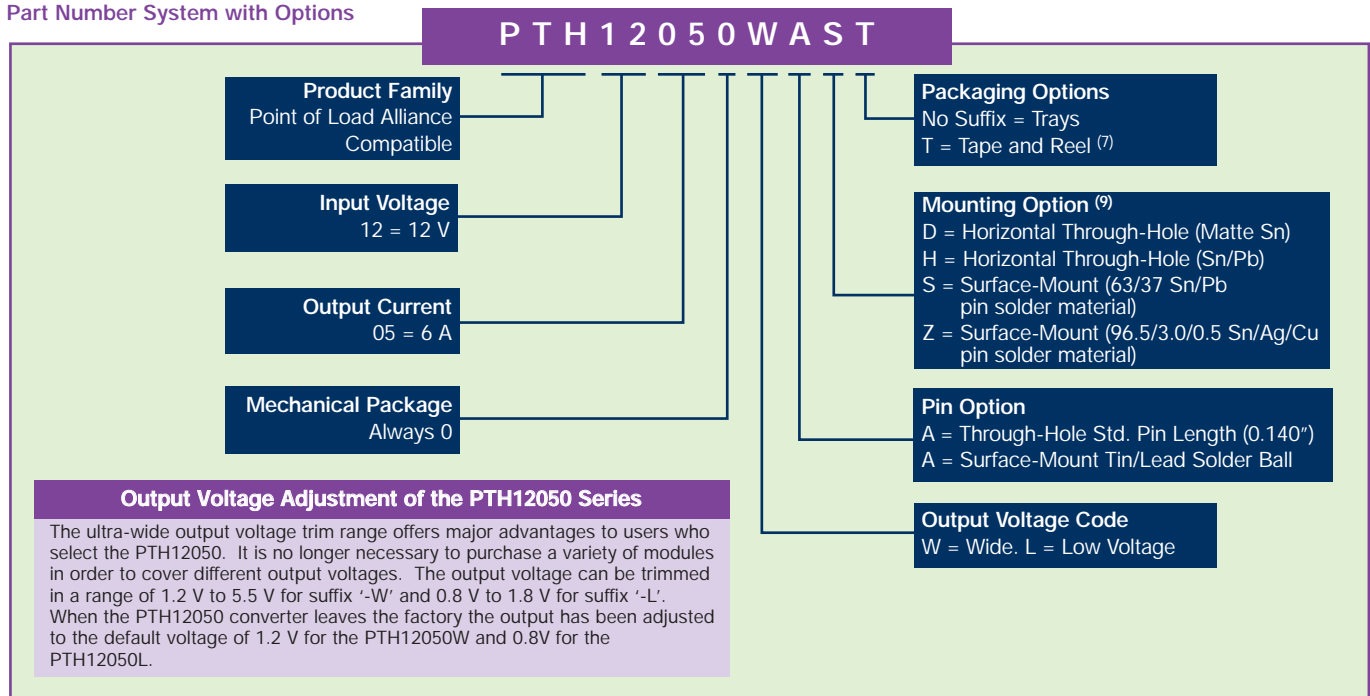 Part Number System with Options
PTH12050WAST
Product Family
Point of Load Alliance
Compatible
Input Voltage
12 = 12 V
Output Current
05 = 6 A
Mechanical Package
Always 0
Packaging Options
No Suffix = Trays
T = Tape and Reel (7)
Mounting Option (9)
D = Horizontal Through-Hole (Matte Sn)
H = Horizontal Through-Hole (Sn/Pb)
S = Surface-Mount (63/37 Sn/Pb
pin solder material)
Z = Surface-Mount (96.5/3.0/0.5 Sn/Ag/Cu
pin solder material)
Pin Option
A = Through-Hole Std. Pin Length (0.140″)
A = Surface-Mount Tin/Lead Solder Ball
Output Voltage Code
W = Wide. L = Low Voltage
Output Voltage Adjustment of the PTH12050 Series
The ultra-wide output voltage trim range offers major advantages to users who
select the PTH12050. It is no longer necessary to purchase a variety of modules
in order to cover different output voltages. The output voltage can be trimmed
in a range of 1.2 V to 5.5 V for suffix ‘-W’ and 0.8 V to 1.8 V for suffix ‘-L’.
When the PTH12050 converter leaves the factory the output has been adjusted
to the default voltage of 1.2 V for the PTH12050W and 0.8V for the
PTH12050L.